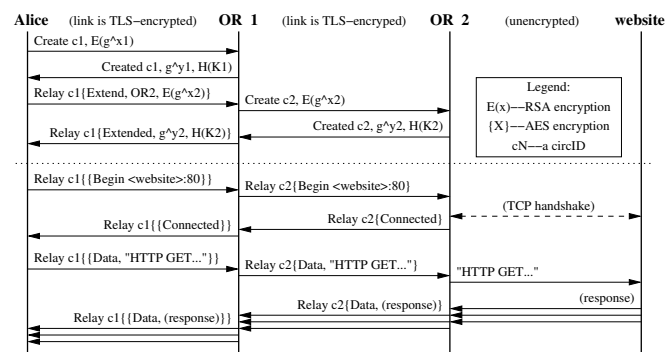 Alice (link is TLS-encrypted) OR 1 (link is TLS-encryped) OR 2 (unencrypted) website
Create c1, E(g^x1)
Created c1, g^y1, H(K1)
Relay c1{Extend, OR2, E(g^x2)}
Create c2, E(g^x2)
Created c2, g^y2, H(K2)
Relay c1{Extended, g^y2, H(K2)}
Legend:
E(x)--RSA encryption
{X}--AES encryption
cN--a circID
Relay c1{{Begin <website>:80}}
Relay c2{Begin <website>:80}
(TCP handshake)
Relay c2{Connected}
Relay c1{{Connected}}
Relay c1{{Data, "HTTP GET..."}}
Relay c2{Data, "HTTP GET..."}
"HTTP GET..."
(response)
Relay c2{Data, (response)}
Relay c1{{Data, (response)}}